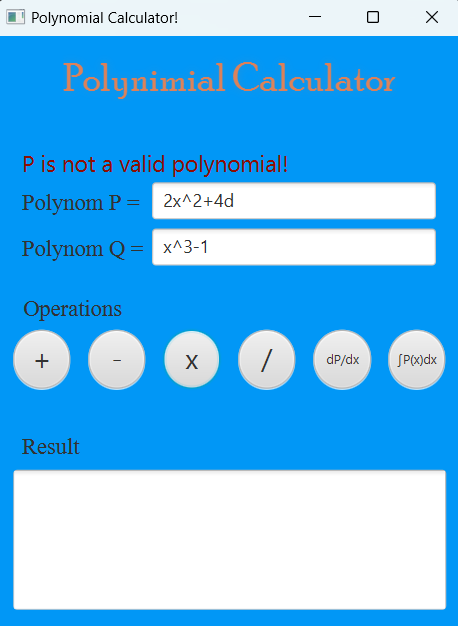 Polynomial Calculator!
Polynimial Calculator
P is not a valid polynomial!
Polynom P = 2x^2+4d
Polynom Q = x^3-1
Operations
+ - x / dP/dx ∫P(x)dx
Result